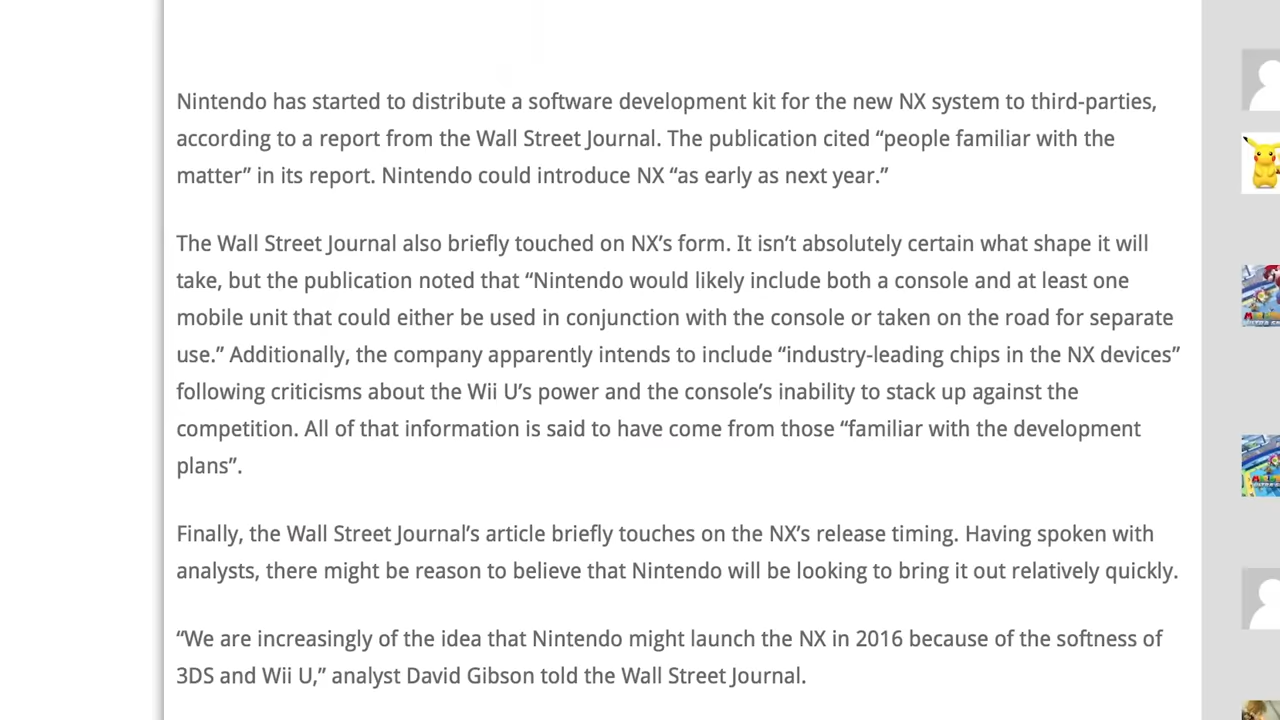 Nintendo has started to distribute a software development kit for the new NX system to third-parties,
according to a report from the Wall Street Journal. The publication cited “people familiar with the
matter” in its report. Nintendo could introduce NX “as early as next year.”
The Wall Street Journal also briefly touched on NX’s form. It isn’t absolutely certain what shape it will
take, but the publication noted that “Nintendo would likely include both a console and at least one
mobile unit that could either be used in conjunction with the console or taken on the road for separate
use.” Additionally, the company apparently intends to include “industry-leading chips in the NX devices”
following criticisms about the Wii U’s power and the console’s inability to stack up against the
competition. All of that information is said to have come from those “familiar with the development
plans”.
Finally, the Wall Street Journal’s article briefly touches on the NX’s release timing. Having spoken with
analysts, there might be reason to believe that Nintendo will be looking to bring it out relatively quickly.
“We are increasingly of the idea that Nintendo might launch the NX in 2016 because of the softness of
3DS and Wii U,” analyst David Gibson told the Wall Street Journal.